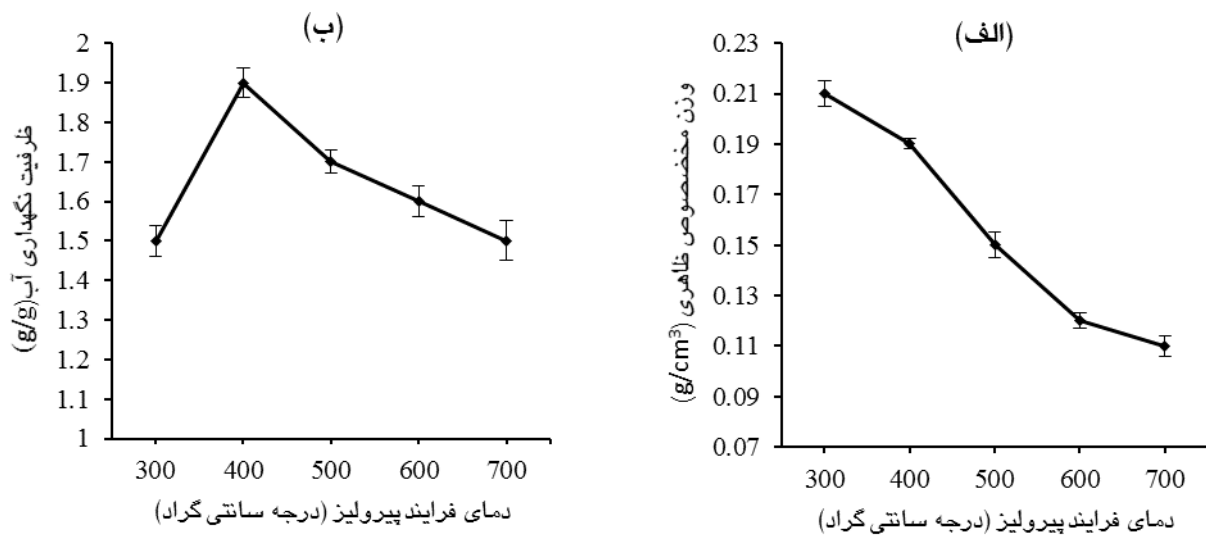 (الف)
وزن مخضصوص ظاهری (g/cm³)
0.23
0.21
0.19
0.17
0.15
0.13
0.11
0.09
0.07
300 400 500 600 700
دمای فرایند پیرولیز (درجه سانتی گراد)
(ب)
ظرفیت نگهداری آب(g/g)
2
1.9
1.8
1.7
1.6
1.5
1.4
1.3
1.2
1.1
1
300 400 500 600 700
دمای فرایند پیرولیز (درجه سانتی گراد)